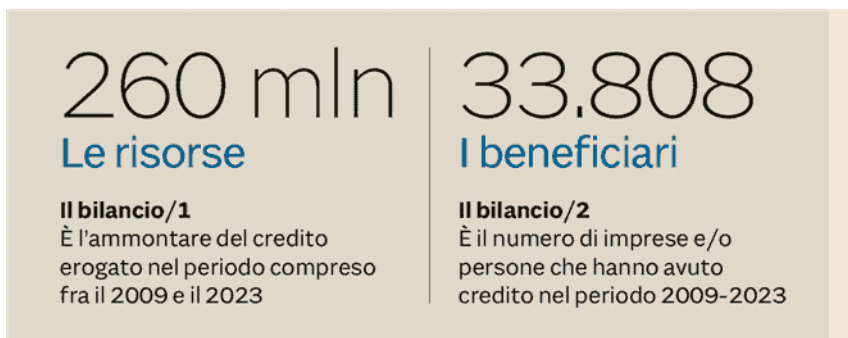 260 mln
Le risorse
Il bilancio/1
È l'ammontare del credito
erogato nel periodo compreso
fra il 2009 e il 2023
33.808
I beneficiari
Il bilancio/2
È il numero di imprese e/o
persone che hanno avuto
credito nel periodo 2009-2023